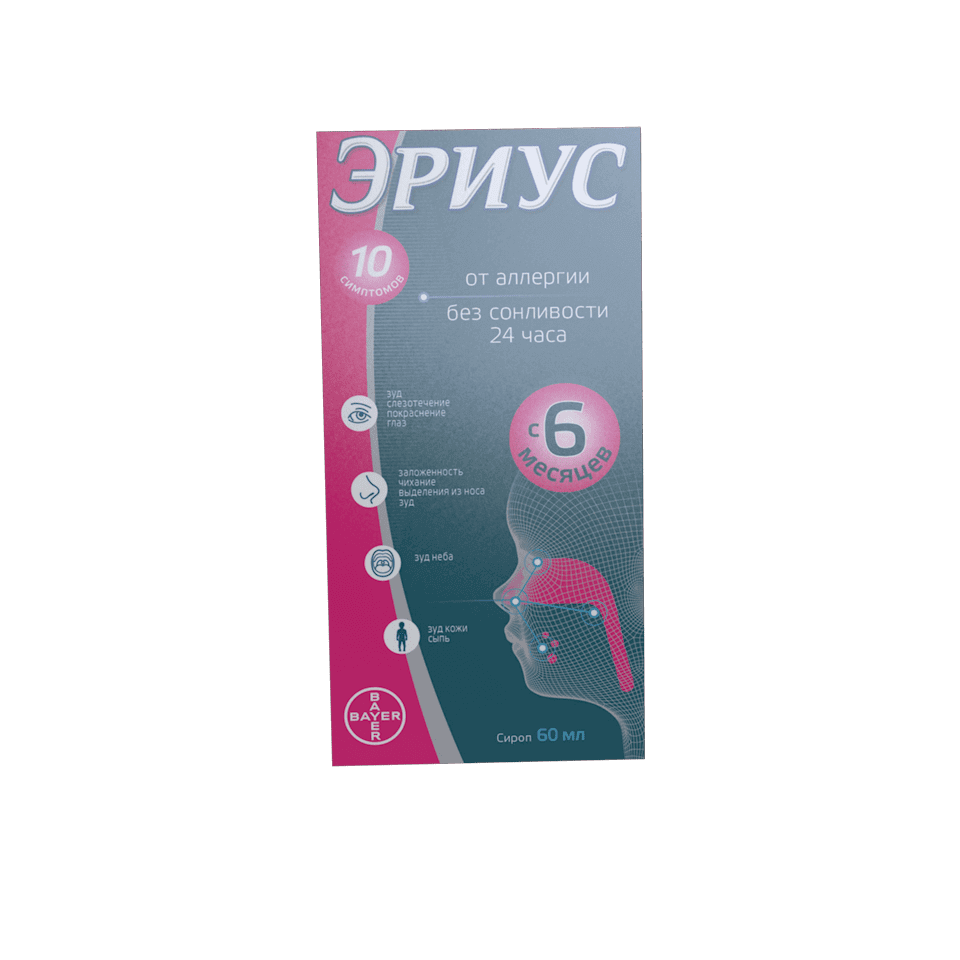 ЭРИУС
10
симптомов
от аллергии
без сонливости
24 часа
зуд
слезотечение
покраснение
глаз
с 6
месяцев
заложенность
чихание
выделения из носа
зуд
зуд неба
зуд кожи
сыпь
BAYER
BAYER
Сироп 60 мл